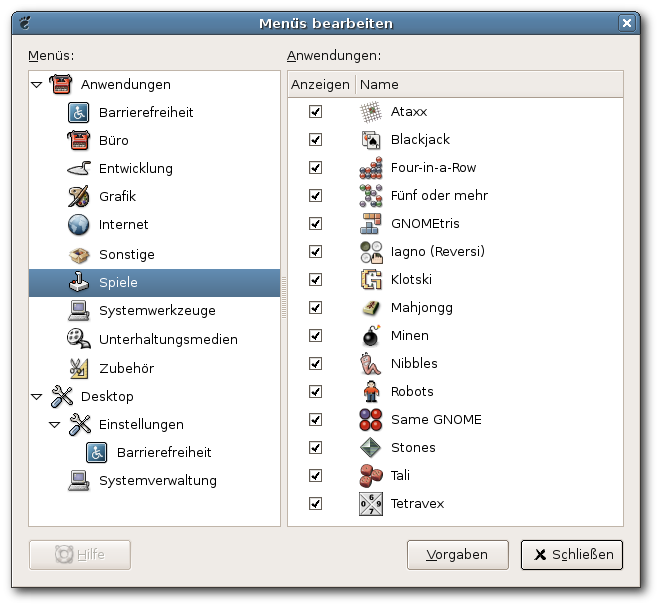 Menüs bearbeiten
Menüs:
Anwendungen
Barrierefreiheit
Büro
Entwicklung
Grafik
Internet
Sonstige
Spiele
Systemwerkzeuge
Unterhaltungsmedien
Zubehör
Desktop
Einstellungen
Barrierefreiheit
Systemverwaltung
Anwendungen:
Anzeigen Name
Ataxx
Blackjack
Four-in-a-Row
Fünf oder mehr
GNOMEtris
Iagno (Reversi)
Klotski
Mahjongg
Minen
Nibbles
Robots
Same GNOME
Stones
Tali
Tetravex
Hilfe
Vorgaben
Schließen